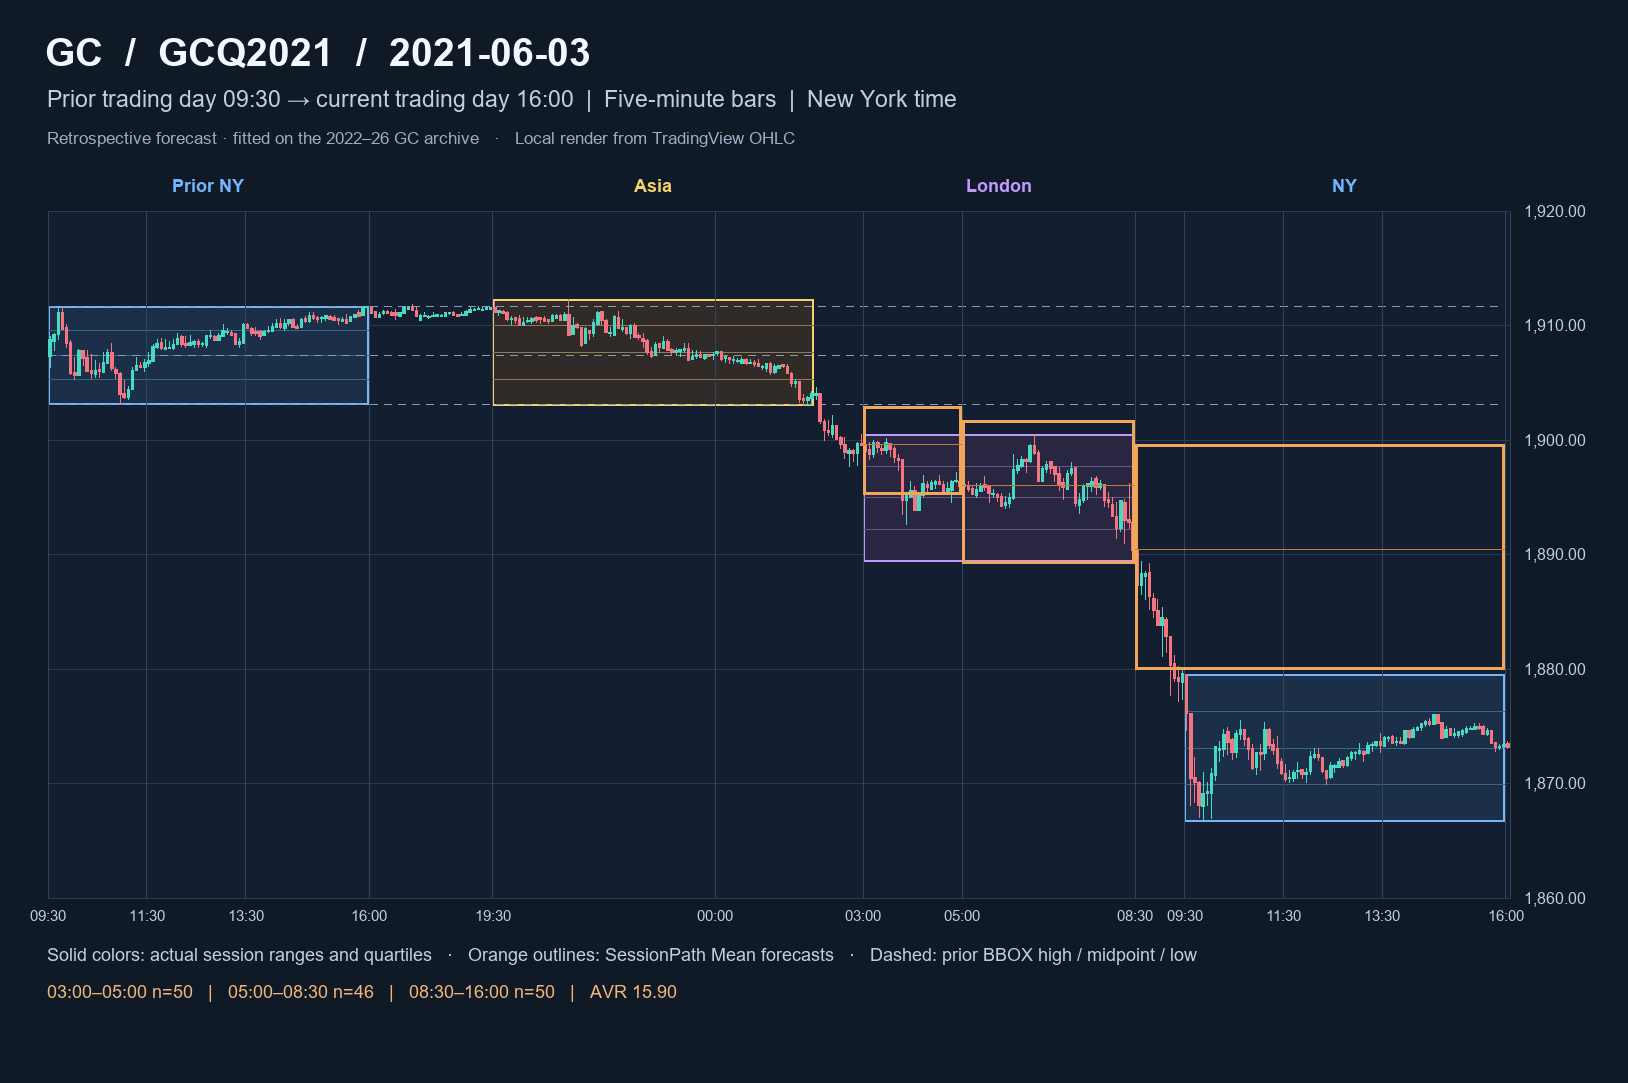 GC / GCQ2021 / 2021-06-03
Prior trading day 09:30 → current trading day 16:00 | Five-minute bars | New York time
Retrospective forecast · fitted on the 2022–26 GC archive · Local render from TradingView OHLC
Prior NY Asia London NY
1,920.00
1,910.00
1,900.00
1,890.00
1,880.00
1,870.00
1,860.00
09:30 11:30 13:30 16:00 19:30 00:00 03:00 05:00 08:30 09:30 11:30 13:30 16:00
Solid colors: actual session ranges and quartiles · Orange outlines: SessionPath Mean forecasts · Dashed: prior BBOX high / midpoint / low
03:00–05:00 n=50 | 05:00–08:30 n=46 | 08:30–16:00 n=50 | AVR 15.90